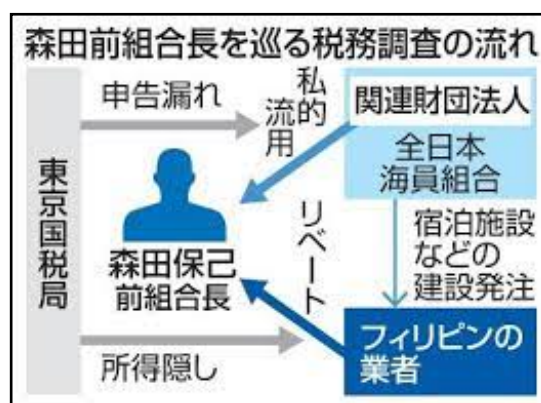 森田前組合長を巡る税務調査の流れ
東京国税局
申告漏れ
私的
流用
関連財団法人
全日本
海員組合
森田保己
前組合長
リベート
宿泊施設
などの
建設発注
所得隠し
フィリピンの
業者